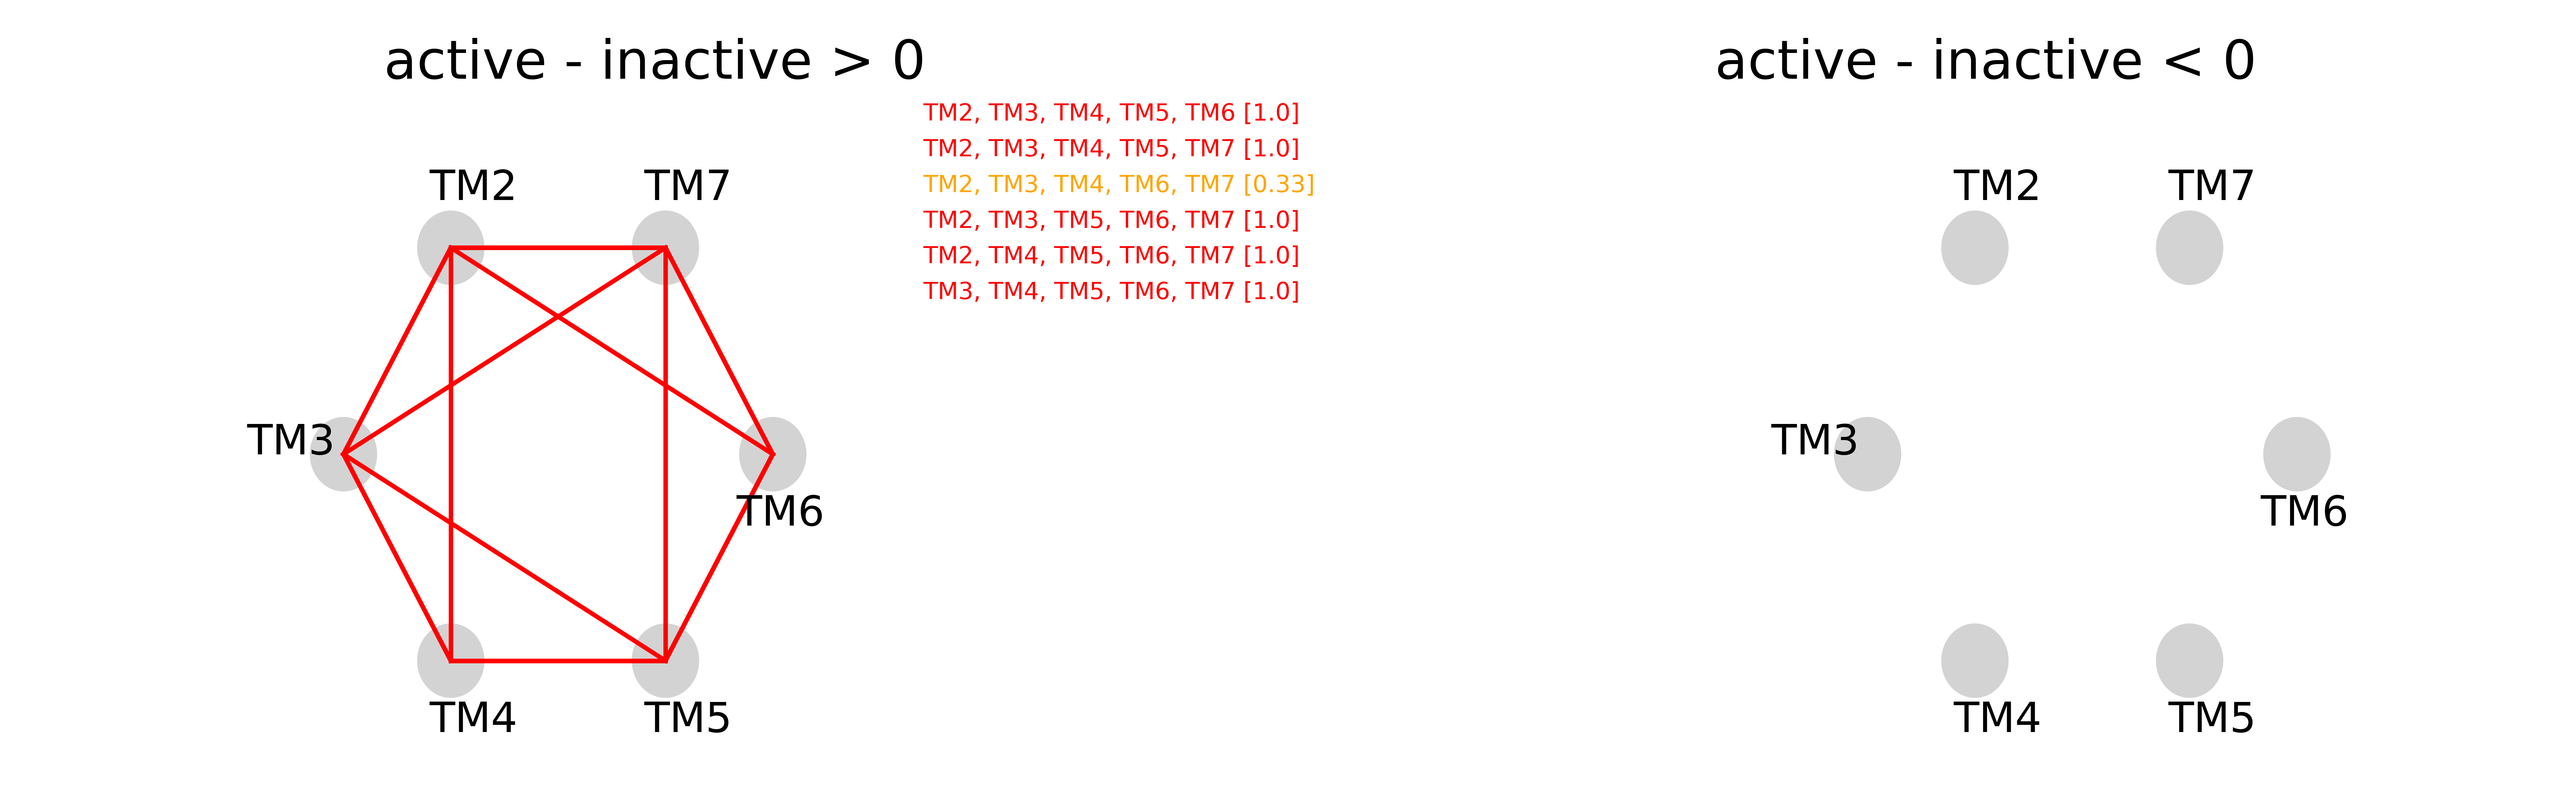 active - inactive > 0
TM2, TM3, TM4, TM5, TM6 [1.0]
TM2, TM3, TM4, TM5, TM7 [1.0]
TM2, TM3, TM4, TM6, TM7 [0.33]
TM2, TM3, TM5, TM6, TM7 [1.0]
TM2, TM4, TM5, TM6, TM7 [1.0]
TM3, TM4, TM5, TM6, TM7 [1.0]
TM2
TM7
TM3
TM6
TM4
TM5
active - inactive < 0
TM2
TM7
TM3
TM6
TM4
TM5